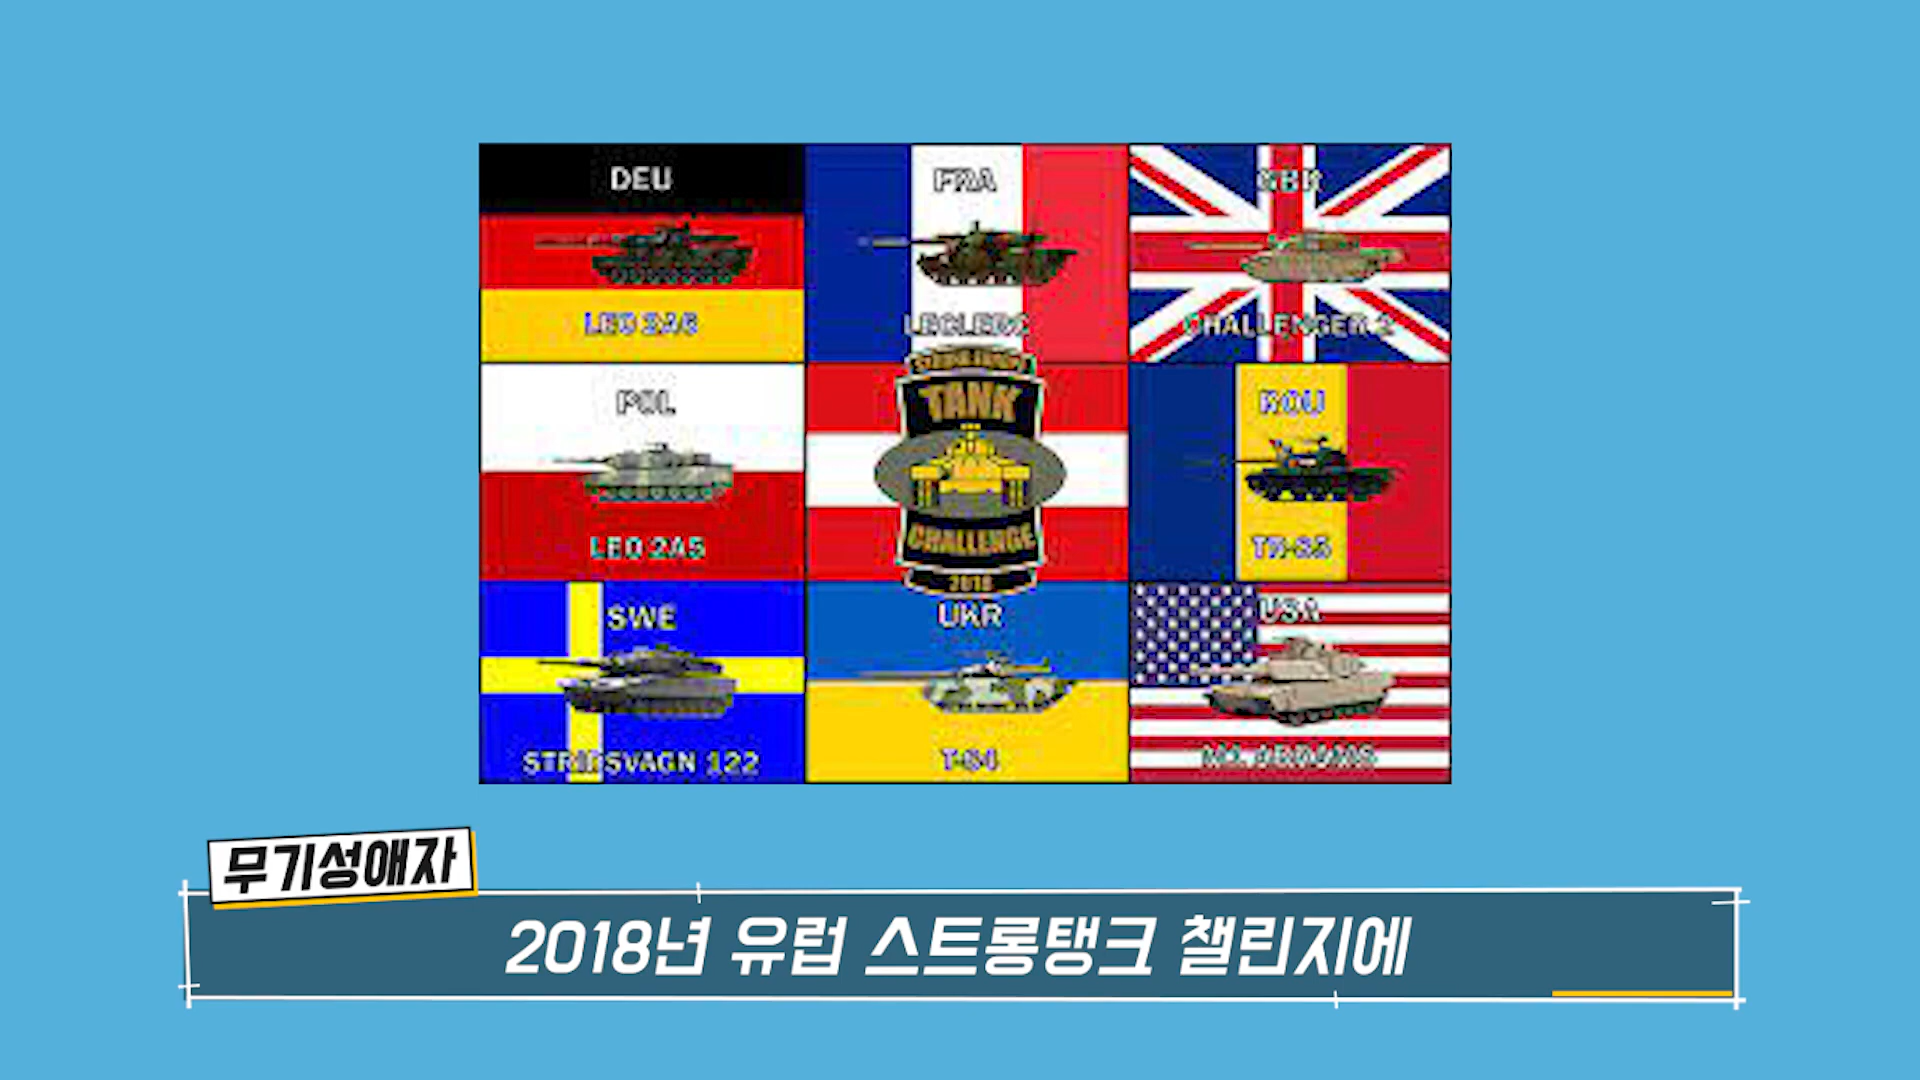 DEU
FRA
GBR
LEO 2A6
LECLERC
CHALLENGER 2
POL
TANK
ROU
LEO 2A5
CHALLENGE
TR-85
2018
SWE
UKR
USA
STRIDSVAGN 122
T-84
M1 ABRAMS
무기성애자
2018년 유럽 스트롱탱크 챌린지에